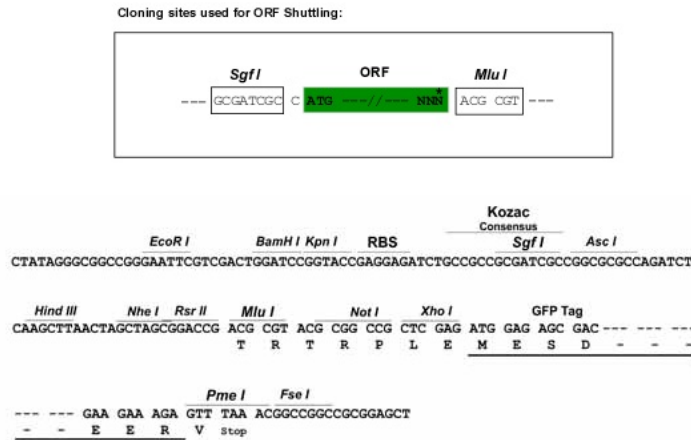 Cloning sites used for ORF Shuttling:
Sgf I ORF Mlu I
--- GCGATCGC C ATG ---//--- NNN* ACG CGT ---
Kozac
Consensus
EcoR I BamH I Kpn I RBS Sgf I Asc I
CTATAGGGCGGCCGGGAATTCGTCGACTGGATCCGGTACCGAGGAGATCTGCCGCCGCGATCGCCGGCGCGCCAGATCT
Hind III Nhe I Rsr II Mlu I Not I Xho I GFP Tag
CAAGCTTAACTAGCTAGCGGACCG ACG CGT ACG CGG CCG CTC GAG ATG GAG AGC GAC--- --- ---
T R T R P L E M E S D - - -
Pme I Fse I
--- --- GAA GAA AGA GTT TAA ACGGCCGGCCGCGGAGCT
- - E E R V Stop